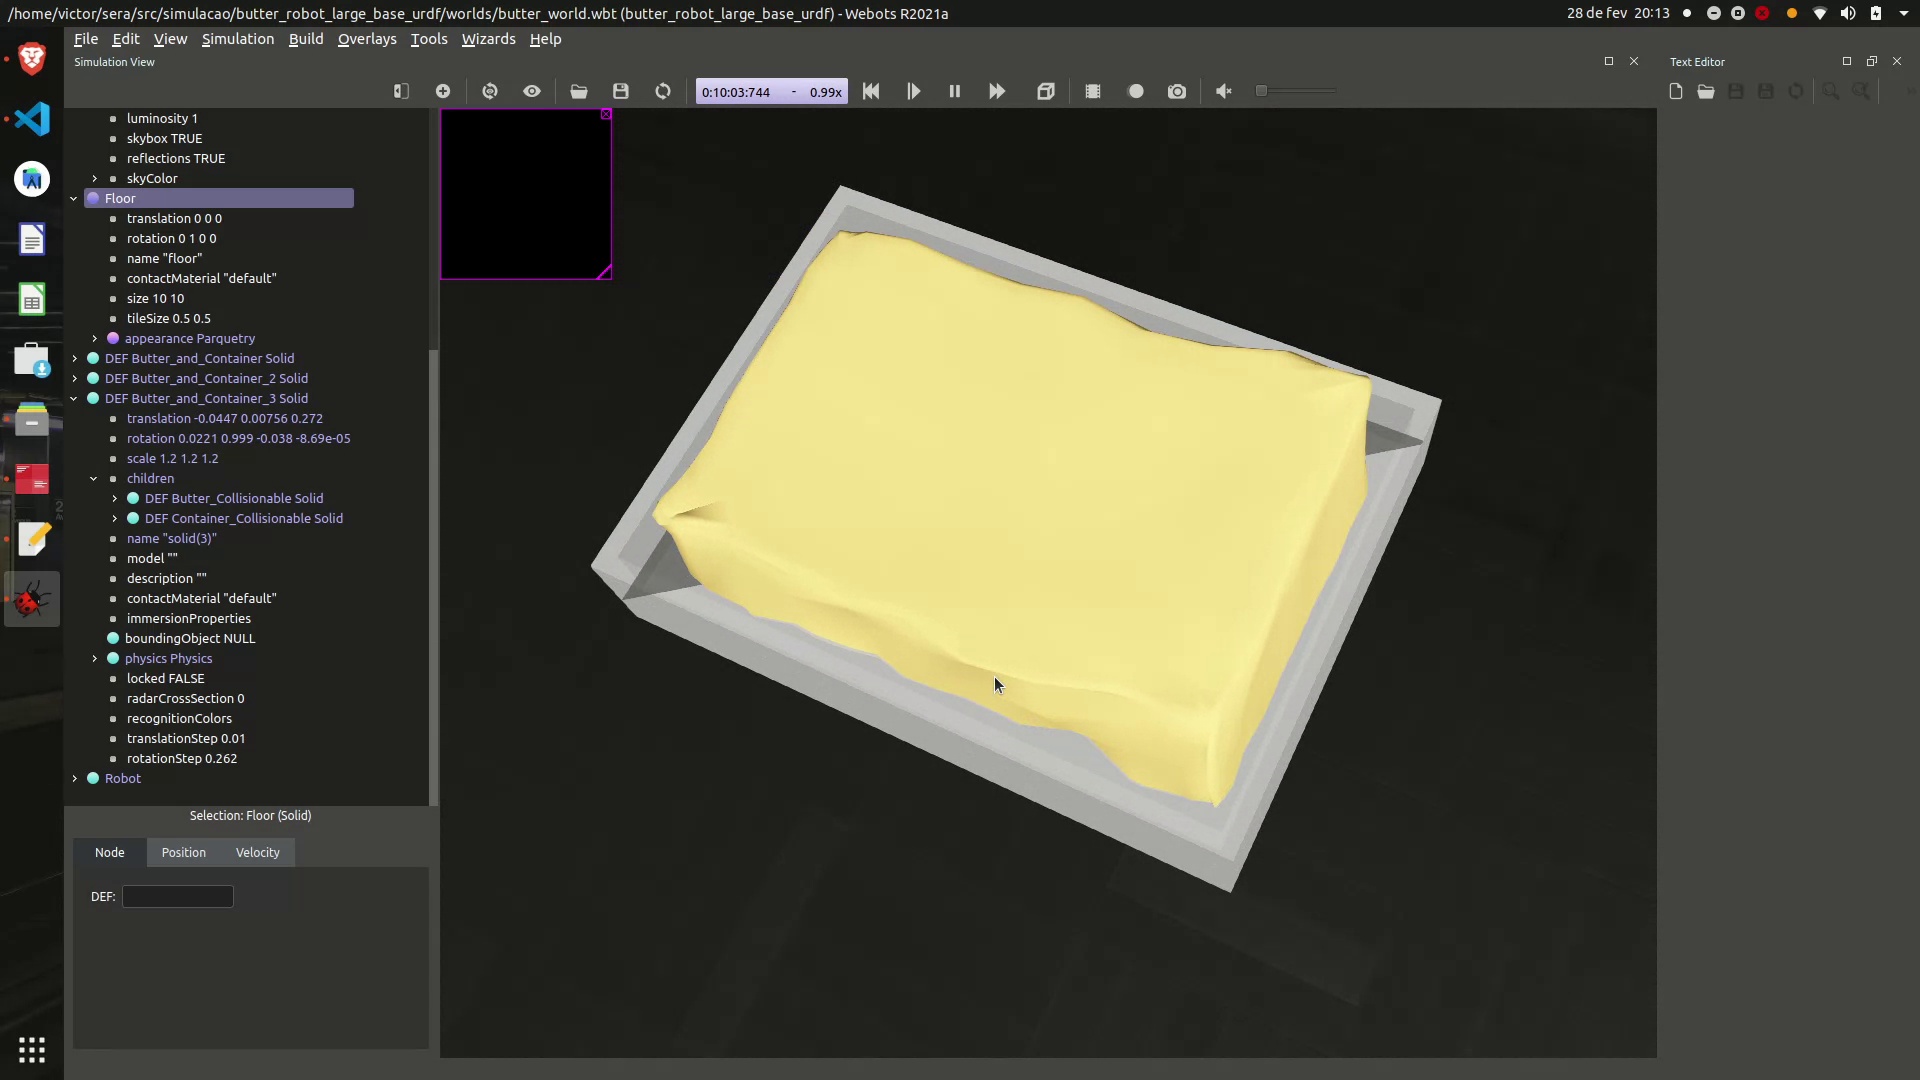 /home/victor/sera/src/simulacao/butter_robot_large_base_urdf/worlds/butter_world.wbt (butter_robot_large_base_urdf) - Webots R2021a
28 de fev 20:13
File Edit View Simulation Build Overlays Tools Wizards Help
Simulation View
Text Editor
0:10:03:744 - 0.99x
luminosity 1
skybox TRUE
reflections TRUE
skyColor
Floor
translation 0 0 0
rotation 0 1 0 0
name "floor"
contactMaterial "default"
size 10 10
tileSize 0.5 0.5
appearance Parquetry
DEF Butter_and_Container Solid
DEF Butter_and_Container_2 Solid
DEF Butter_and_Container_3 Solid
translation -0.0447 0.00756 0.272
rotation 0.0221 0.999 -0.038 -8.69e-05
scale 1.2 1.2 1.2
children
DEF Butter_Collisionable Solid
DEF Container_Collisionable Solid
name "solid(3)"
model ""
description ""
contactMaterial "default"
immersionProperties
boundingObject NULL
physics Physics
locked FALSE
radarCrossSection 0
recognitionColors
translationStep 0.01
rotationStep 0.262
Robot
Selection: Floor (Solid)
Node Position Velocity
DEF: